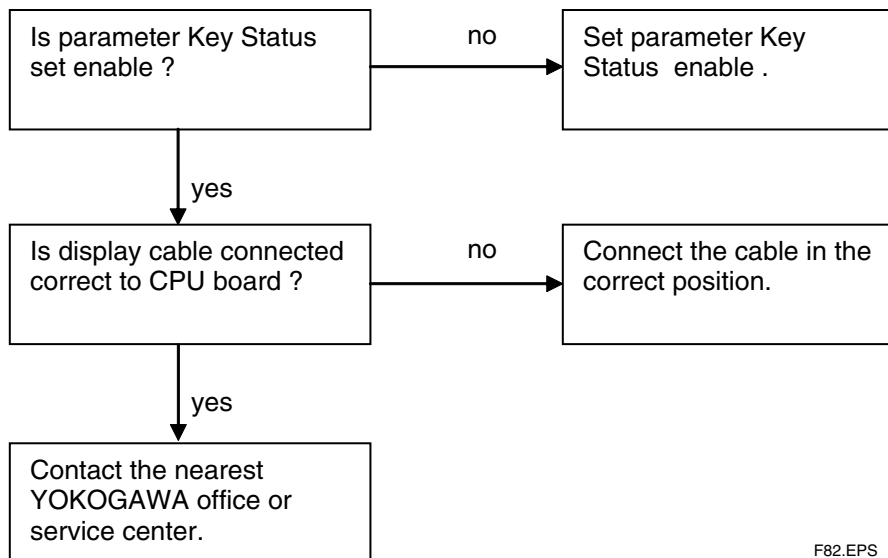 Is parameter Key Status
set enable ?
no
Set parameter Key
Status enable .
yes
Is display cable connected
correct to CPU board ?
no
Connect the cable in the
correct position.
yes
Contact the nearest
YOKOGAWA office or
service center.
F82.EPS